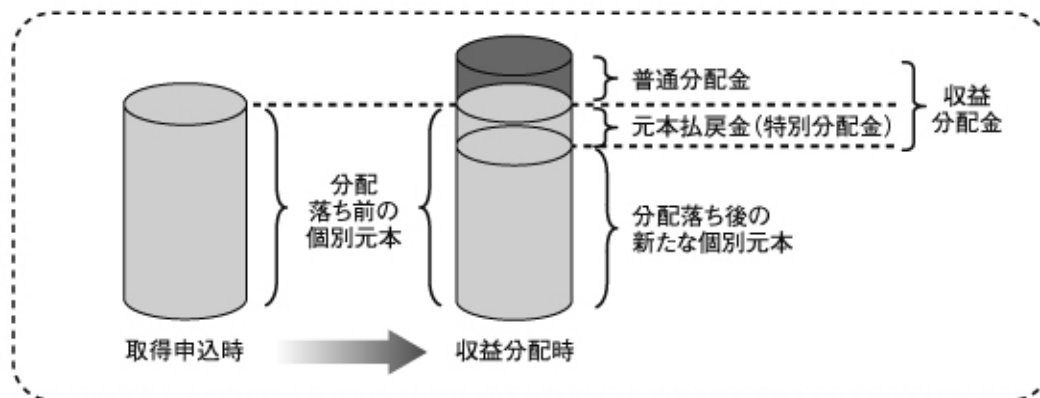 普通分配金
元本払戻金(特別分配金)
収益
分配金
分配
落ち前の
個別元本
分配落ち後の
新たな個別元本
取得申込時
収益分配時